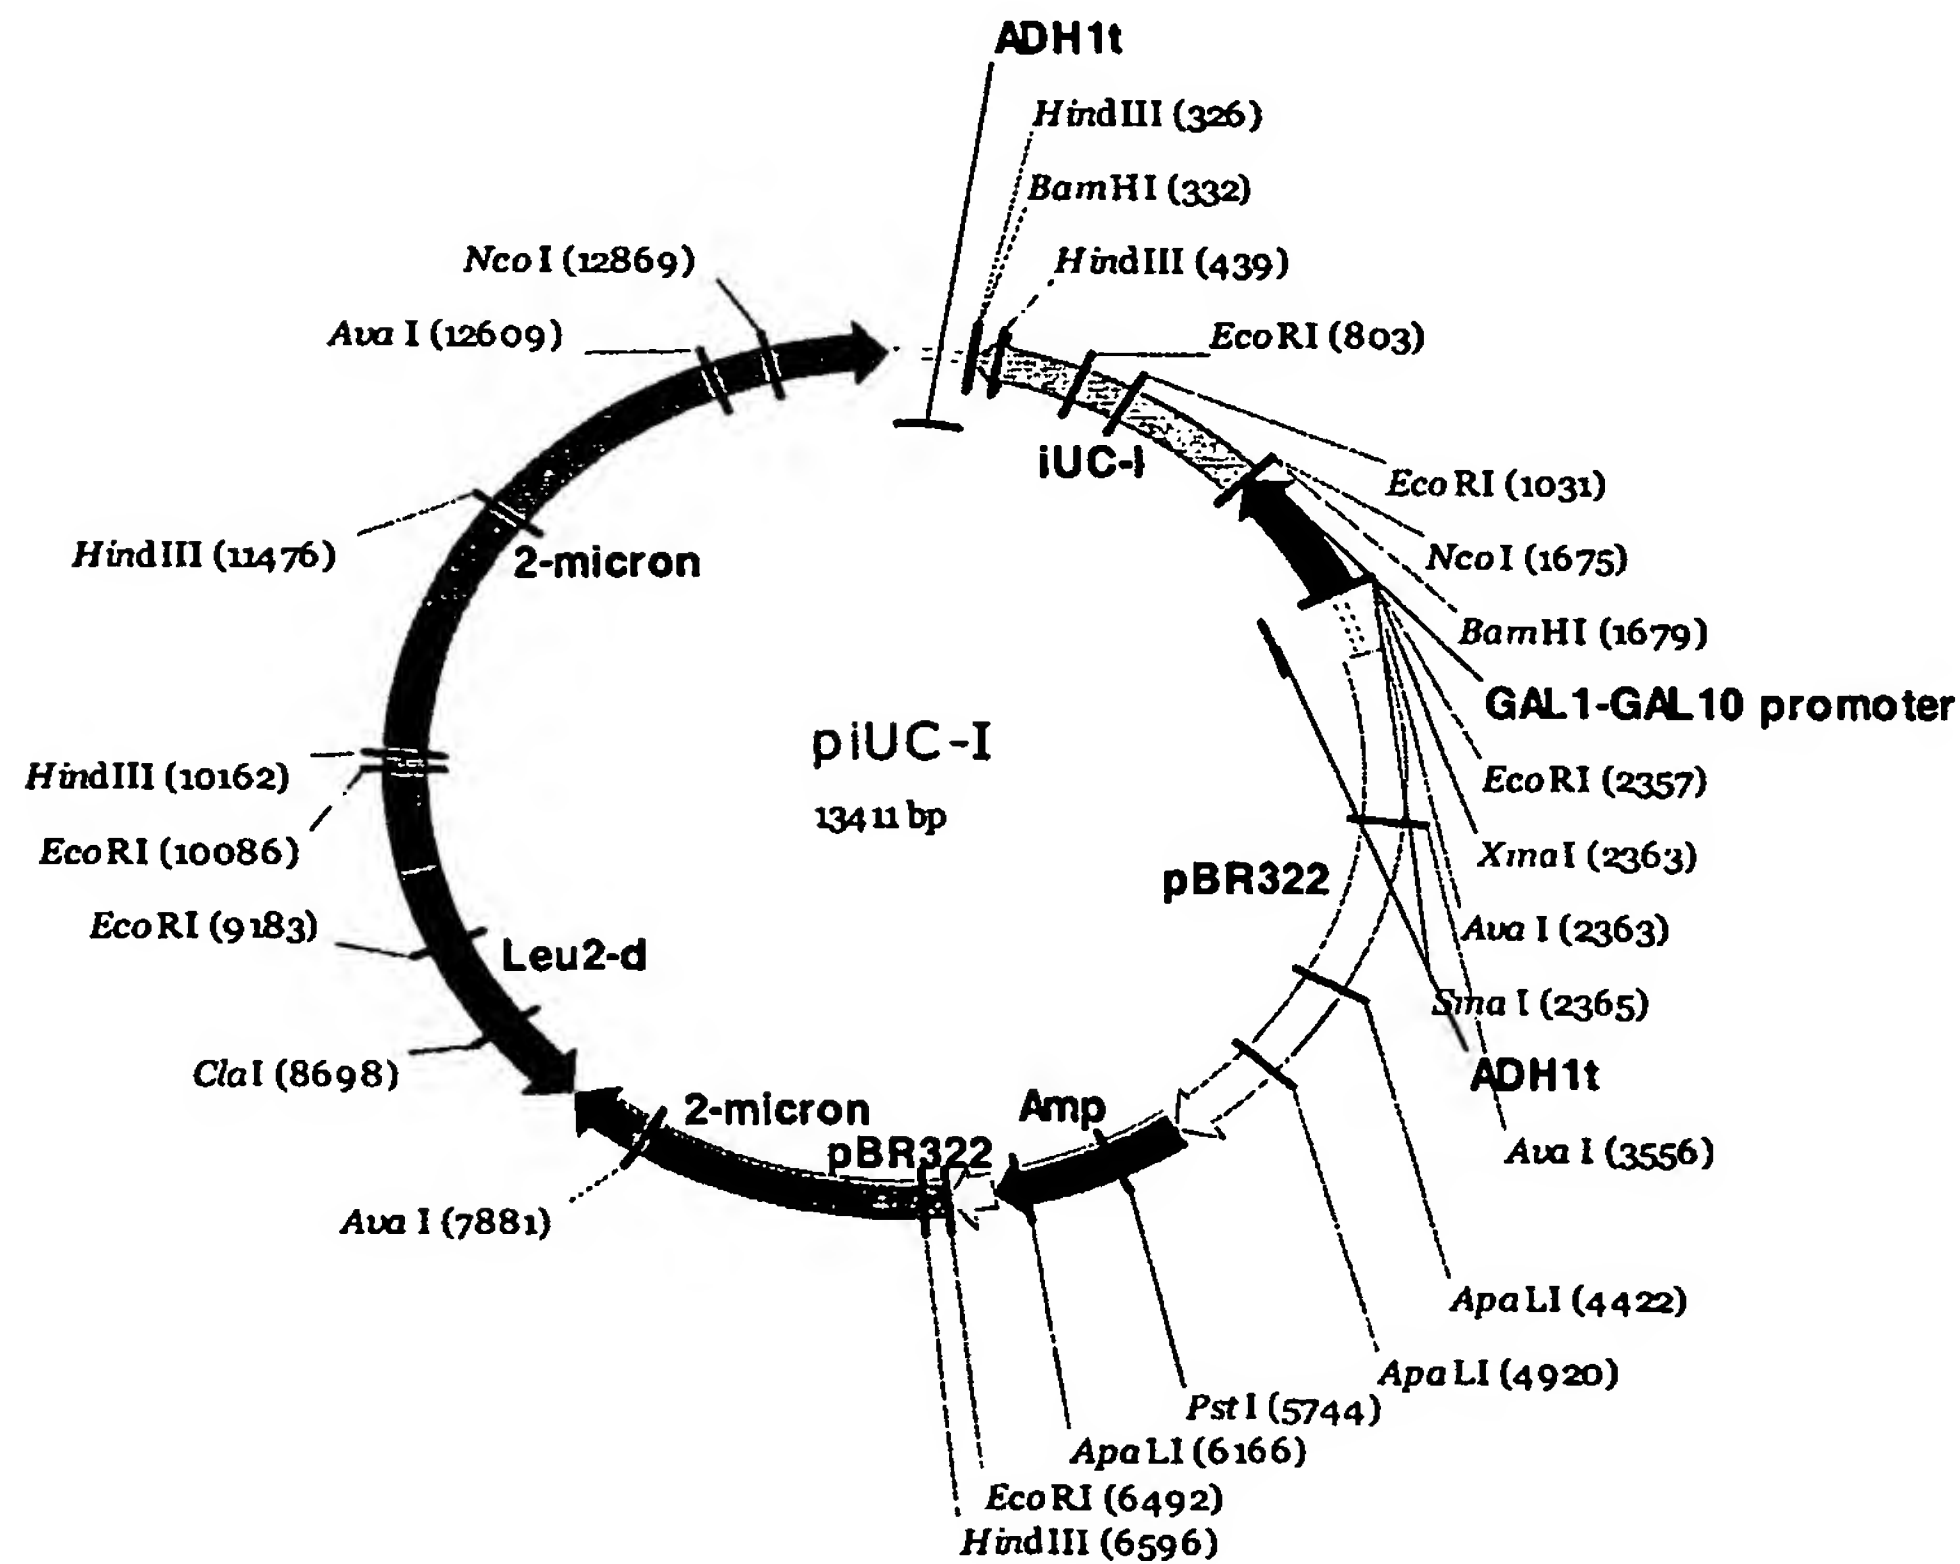 ADH1t
HindIII (326)
BamHI (332)
NcoI (12869)
HindIII (439)
AvaI (12609)
EcoRI (803)
iUC-I
EcoRI (1031)
HindIII (11476)
2-micron
NcoI (1675)
BamHI (1679)
GAL1-GAL10 promoter
piUC-I
HindIII (10162)
EcoRI (2357)
13411 bp
EcoRI (10086)
XmaI (2363)
pBR322
EcoRI (9183)
AvaI (2363)
Leu2-d
SmaI (2365)
ClaI (8698)
ADH1t
2-micron
Amp
AvaI (3556)
pBR322
AvaI (7881)
ApaLI (4422)
ApaLI (4920)
PstI (5744)
ApaLI (6166)
EcoRI (6492)
HindIII (6596)